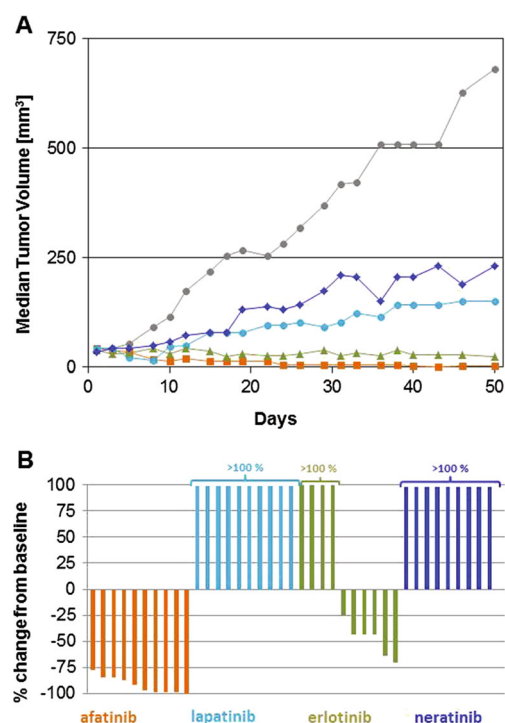 A
Median Tumor Volume [mm³]
750
500
250
0
0
10
20
30
40
50
Days
B
% change from baseline
>100 %
>100 %
>100 %
100
75
50
25
0
-25
-50
-75
-100
afatinib
lapatinib
erlotinib
neratinib